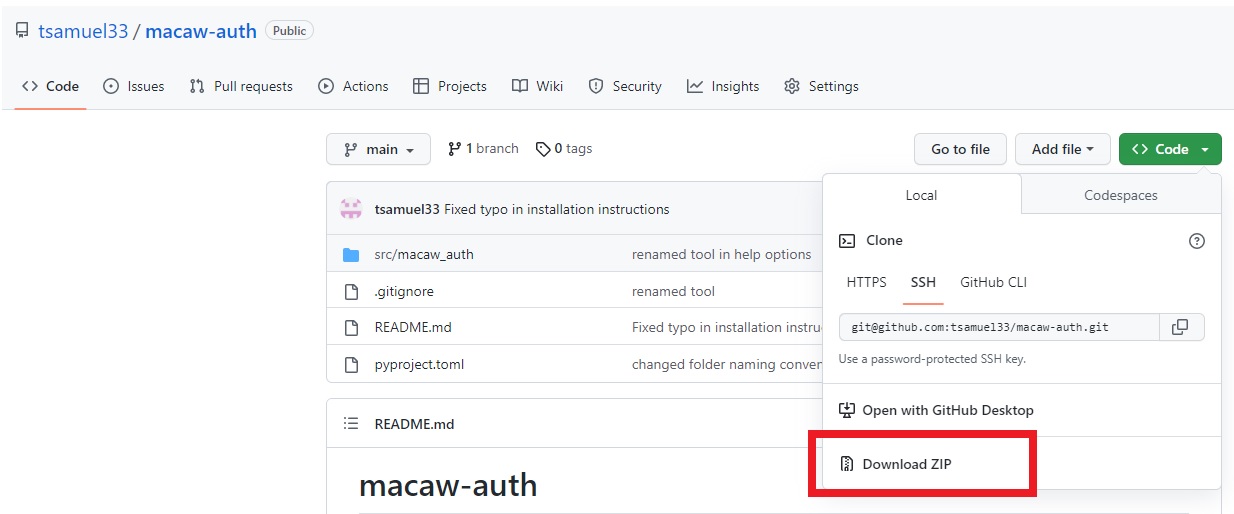 tsamuel33 / macaw-auth Public
Code Issues Pull requests Actions Projects Wiki Security Insights Settings
main 1 branch 0 tags Go to file Add file Code
Local Codespaces
tsamuel33 Fixed typo in installation instructions
Clone
src/macaw_auth renamed tool in help options
HTTPS SSH GitHub CLI
.gitignore renamed tool
README.md Fixed typo in installation instru
git@github.com:tsamuel33/macaw-auth.git
Use a password-protected SSH key.
pyproject.toml changed folder naming conver
Open with GitHub Desktop
README.md
Download ZIP
macaw-auth